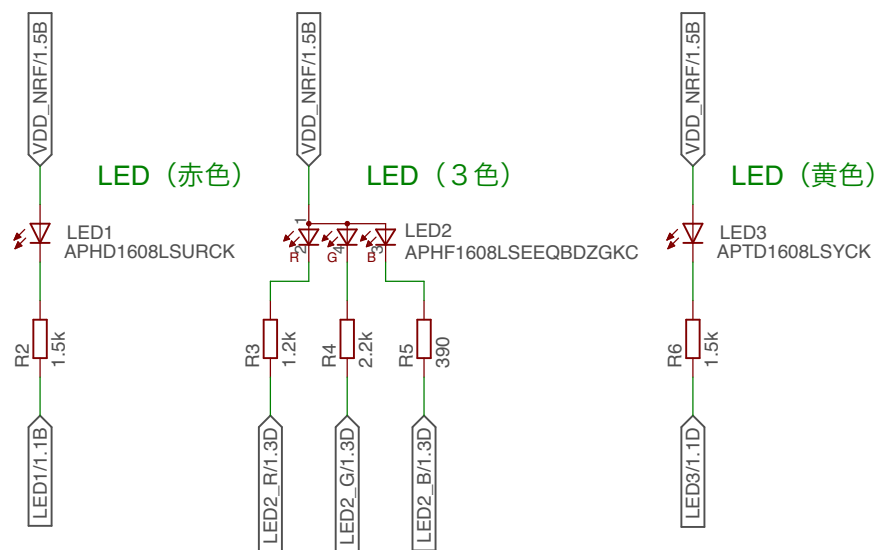 VDD_NRF/1.5B
VDD_NRF/1.5B
VDD_NRF/1.5B
LED（赤色）
LED（３色）
LED（黄色）
LED1
APHD1608LSURCK
1
2
R
4
G
3
B
LED2
APHF1608LSEEQBDZGKC
LED3
APTD1608LSYCK
R2
1.5k
R3
1.2k
R4
2.2k
R5
390
R6
1.5k
LED1/1.1B
LED2_R/1.3D
LED2_G/1.3D
LED2_B/1.3D
LED3/1.1D